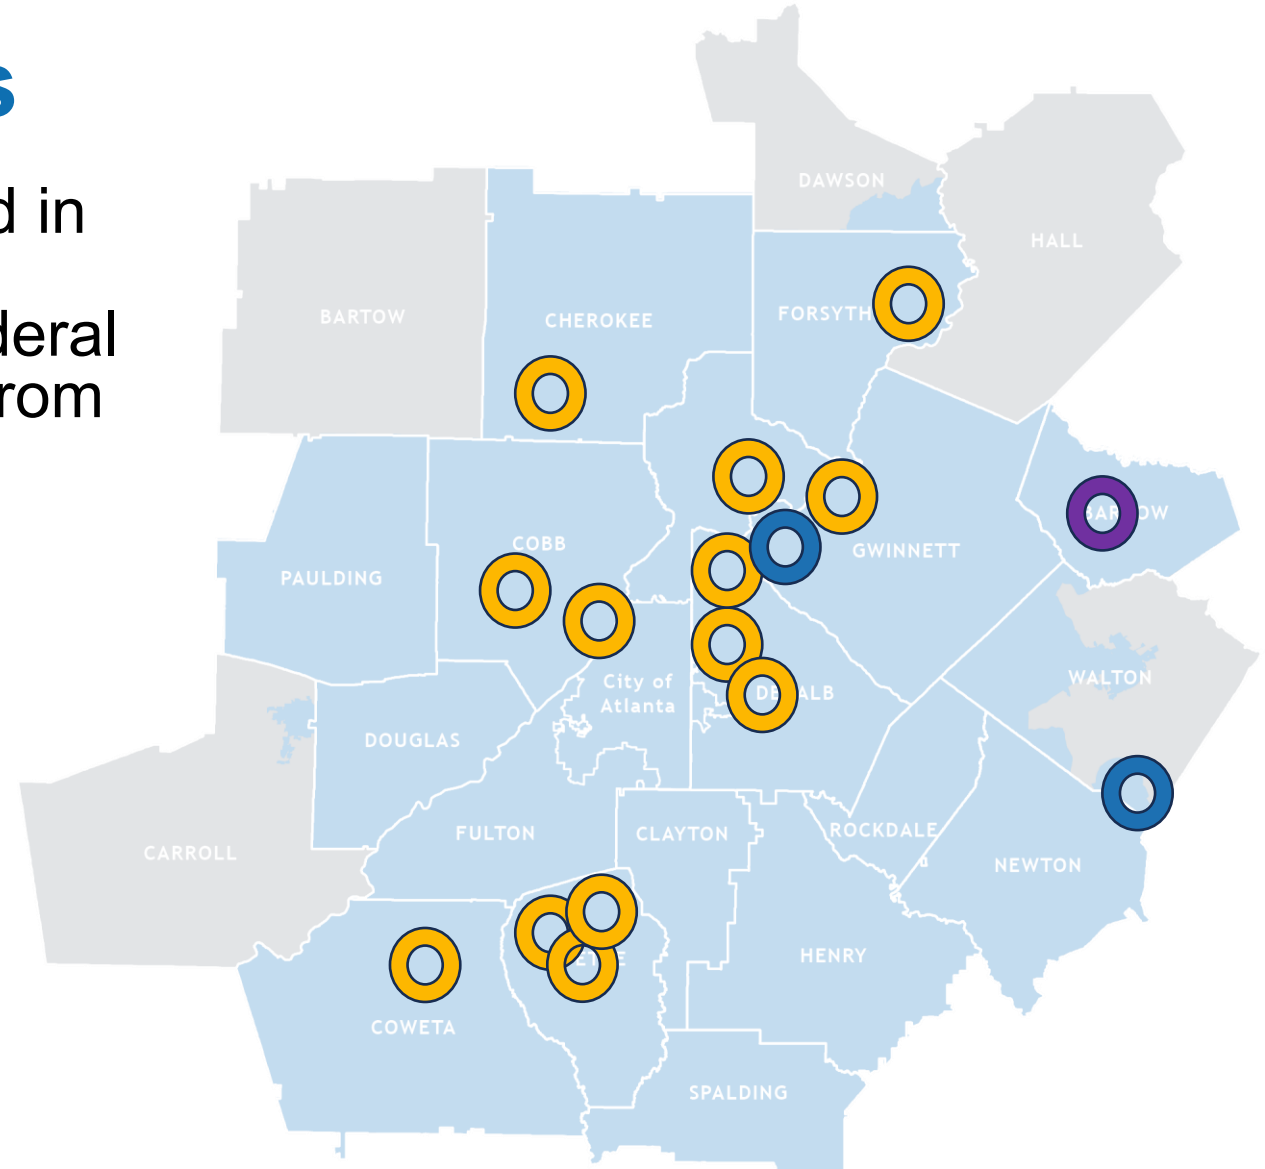 s
d in
deral
from
DAWSON
HALL
BARTOW
CHEROKEE
FORSYTH
COBB
GWINNETT
PAULDING
City of
Atlanta
WALTON
DOUGLAS
FULTON
CLAYTON
ROCKDALE
CARROLL
NEWTON
HENRY
COWETA
SPALDING